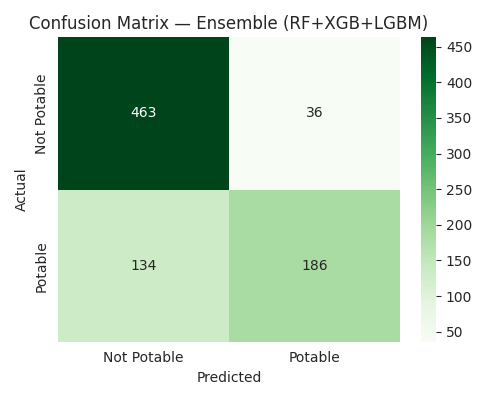 Confusion Matrix — Ensemble (RF+XGB+LGBM)
Actual
Not Potable
Potable
463
36
134
186
Not Potable
Potable
Predicted
450
400
350
300
250
200
150
100
50